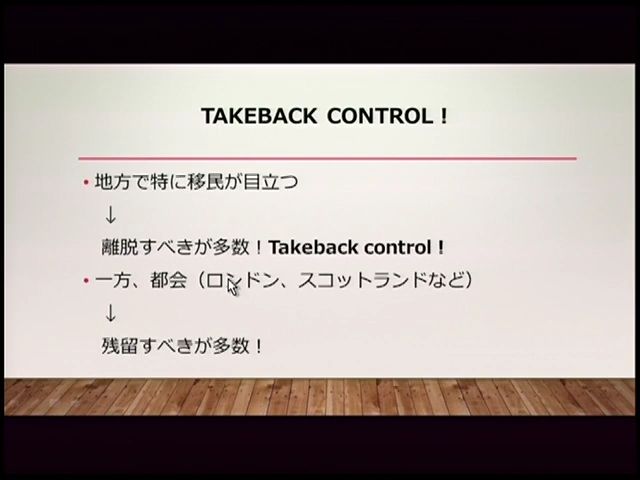 TAKEBACK CONTROL！
• 地方で特に移民が目立つ
↓
離脱すべきが多数！Takeback control！
• 一方、都会（ロンドン、スコットランドなど）
↓
残留すべきが多数！